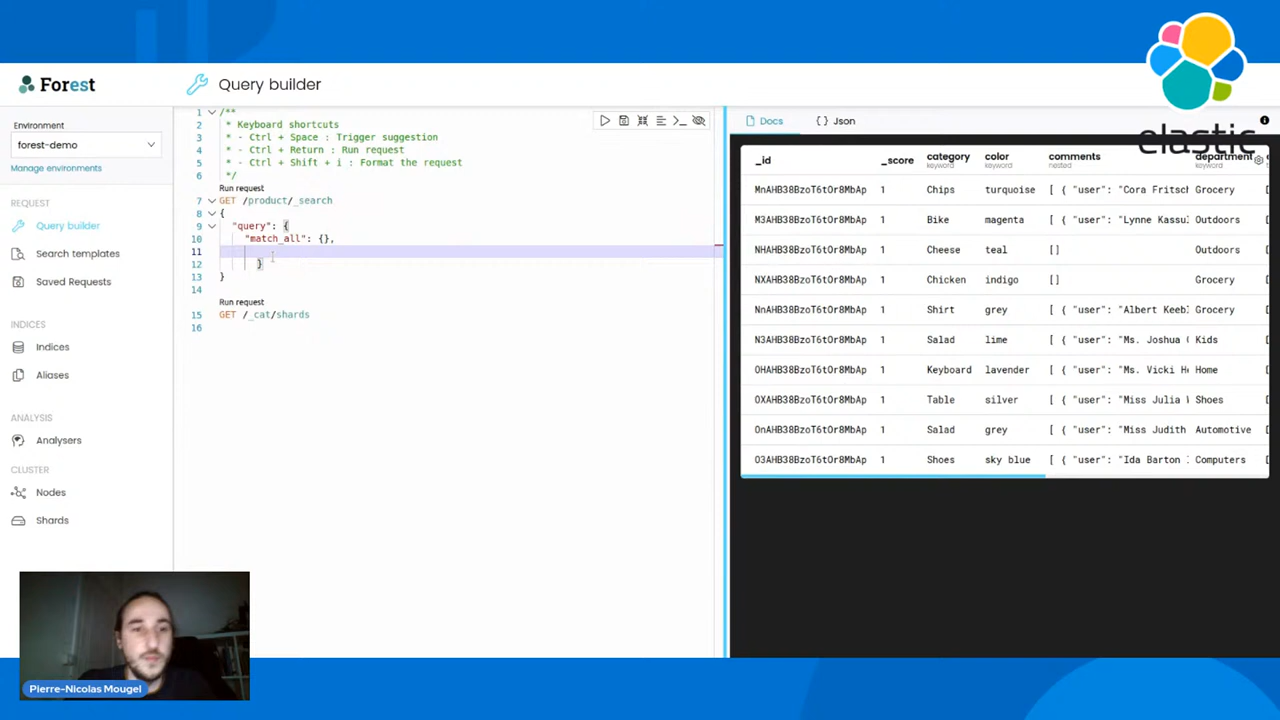 Forest
Query builder
elastic
Environment
forest-demo
Manage environments
REQUEST
Query builder
Search templates
Saved Requests
INDICES
Indices
Aliases
ANALYSIS
Analysers
CLUSTER
Nodes
Shards
1 /**
2 * Keyboard shortcuts
3 * - Ctrl + Space : Trigger suggestion
4 * - Ctrl + Return : Run request
5 * - Ctrl + Shift + i : Format the request
6 */
Run request
7 GET /product/_search
8 {
9 "query": {
10 "match_all": {},
11
12 }
13 }
14
Run request
15 GET /_cat/shards
16
Docs { } Json
_id _score category keyword color keyword comments nested department keyword
MnAHB38BzoT6tOr8MbAp 1 Chips turquoise [ { "user": "Cora Fritsch Grocery
M3AHB38BzoT6tOr8MbAp 1 Bike magenta [ { "user": "Lynne Kassul Outdoors
NHAHB38BzoT6tOr8MbAp 1 Cheese teal [] Outdoors
NXAHB38BzoT6tOr8MbAp 1 Chicken indigo [] Grocery
NnAHB38BzoT6tOr8MbAp 1 Shirt grey [ { "user": "Albert Keebl Grocery
N3AHB38BzoT6tOr8MbAp 1 Salad lime [ { "user": "Ms. Joshua Kids
OHAHB38BzoT6tOr8MbAp 1 Keyboard lavender [ { "user": "Ms. Vicki He Home
OXAHB38BzoT6tOr8MbAp 1 Table silver [ { "user": "Miss Julia Shoes
OnAHB38BzoT6tOr8MbAp 1 Salad grey [ { "user": "Miss Judith Automotive
O3AHB38BzoT6tOr8MbAp 1 Shoes sky blue [ { "user": "Ida Barton Computers
Pierre-Nicolas Mougel